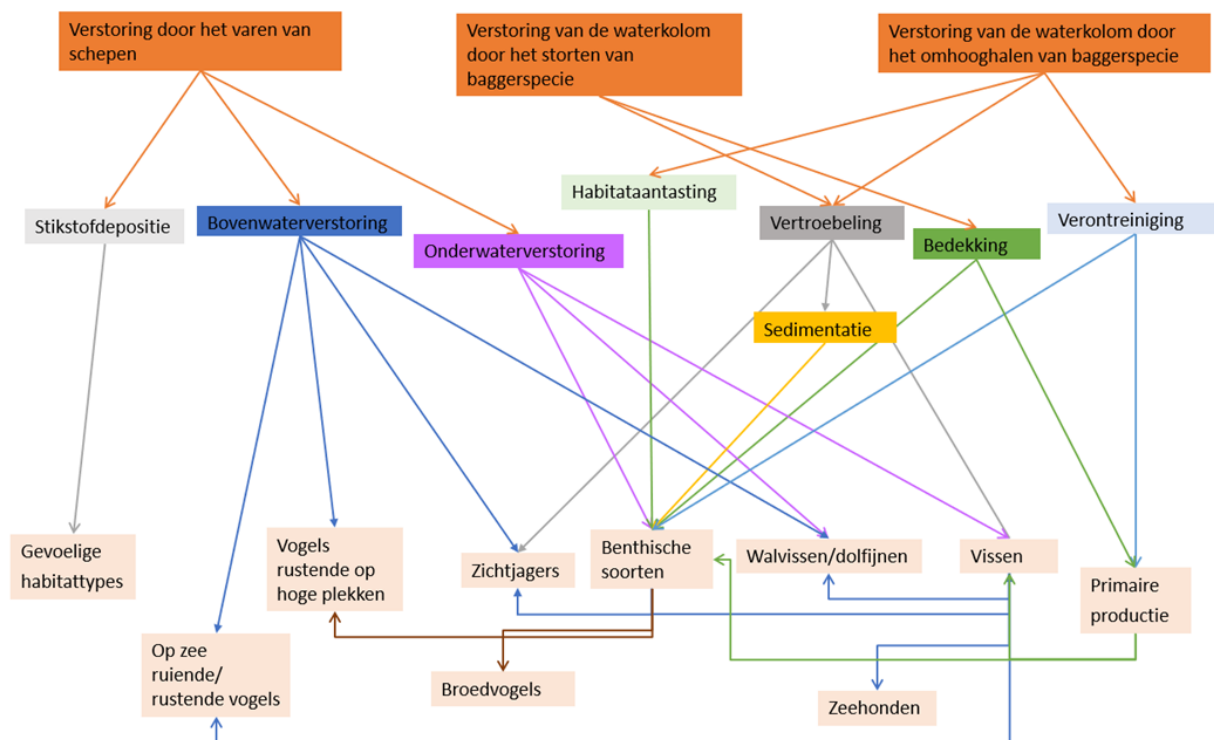 Verstoring door het varen van
schepen
Verstoring van de waterkolom
door het storten van
baggerspecie
Verstoring van de waterkolom door
het omhooghalen van baggerspecie
Stikstofdepositie
Bovenwaterverstoring
Onderwaterverstoring
Habitataantasting
Vertroebeling
Bedekking
Verontreiniging
Sedimentatie
Gevoelige
habitattypes
Vogels
rustende op
hoge plekken
Zichtjagers
Benthische
soorten
Walvissen/dolfijnen
Vissen
Primaire
productie
Op zee
ruiende/
rustende vogels
Broedvogels
Zeehonden